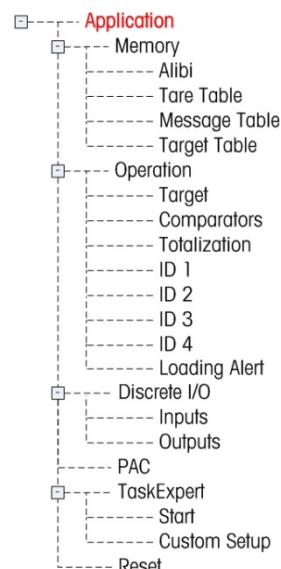 Application
Memory
Alibi
Tare Table
Message Table
Target Table
Operation
Target
Comparators
Totalization
ID 1
ID 2
ID 3
ID 4
Loading Alert
Discrete I/O
Inputs
Outputs
PAC
TaskExpert
Start
Custom Setup
Reset